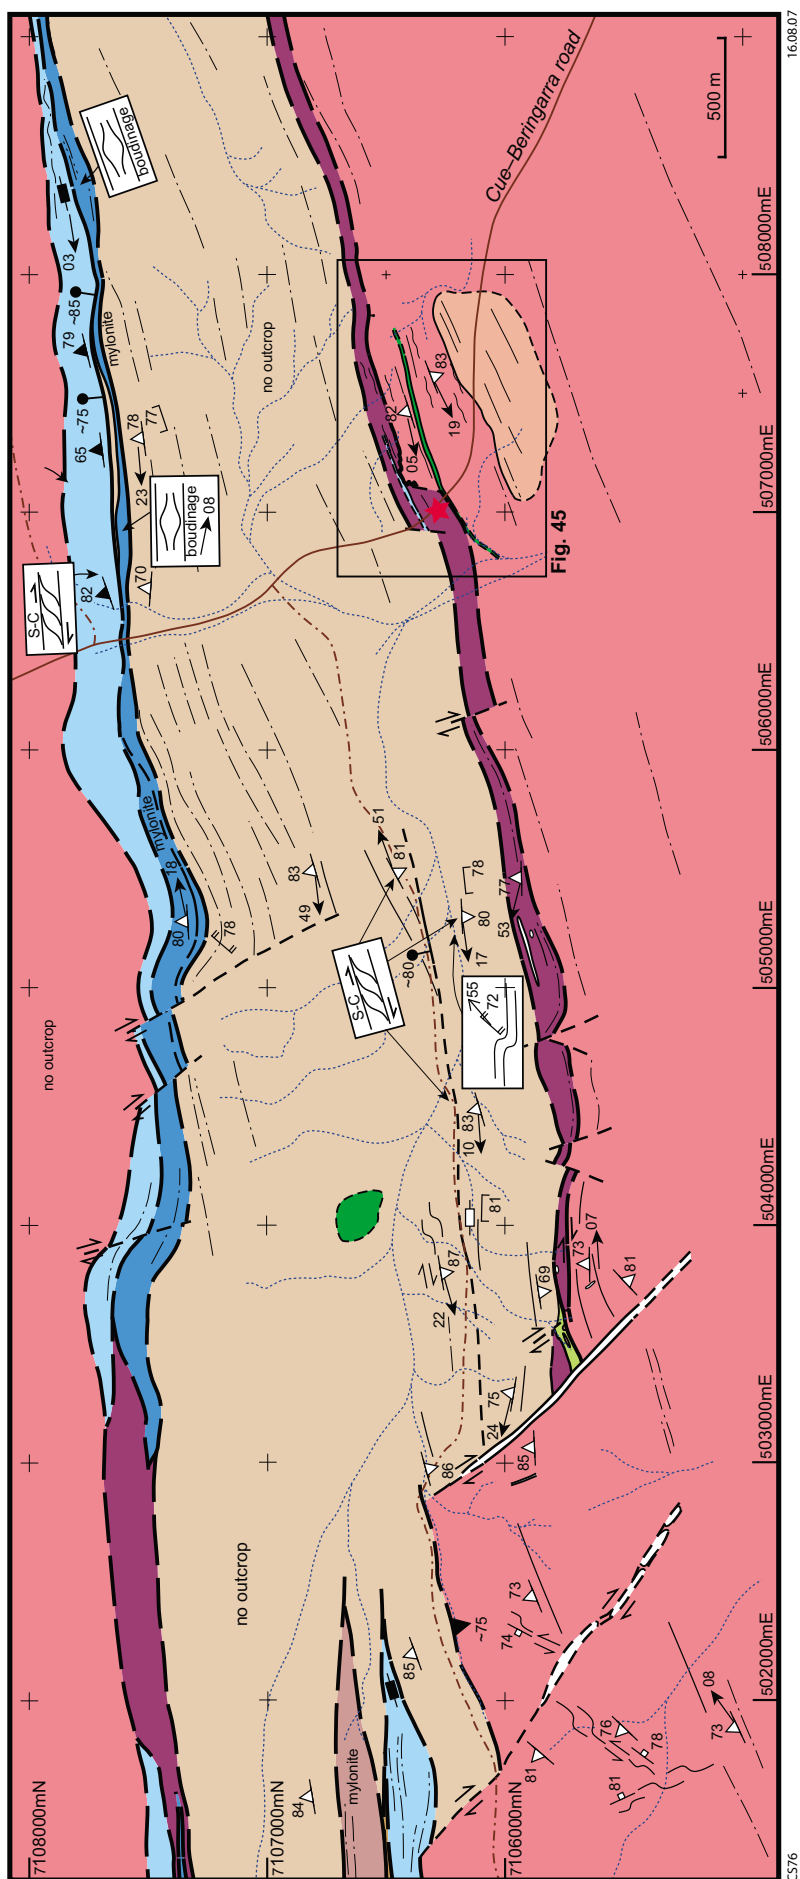 16.08.07
Cue–Beringarra road
500 m
boudinage
03
~85
79
mylonite
~75
65
78
77
23
boudinage
08
70
82
S-C
no outcrop
508000mE
83
82
19
05
507000mE
Fig. 45
506000mE
mylonite
18
80
78
83
49
51
81
78
80
17
77
53
~80
S-C
55
72
505000mE
no outcrop
83
10
81
504000mE
87
22
69
73
07
81
75
24
86
85
503000mE
no outcrop
73
74
~75
85
502000mE
08
73
76
78
81
81
84
mylonite
7108000mN
7107000mN
7106000mN
CS76